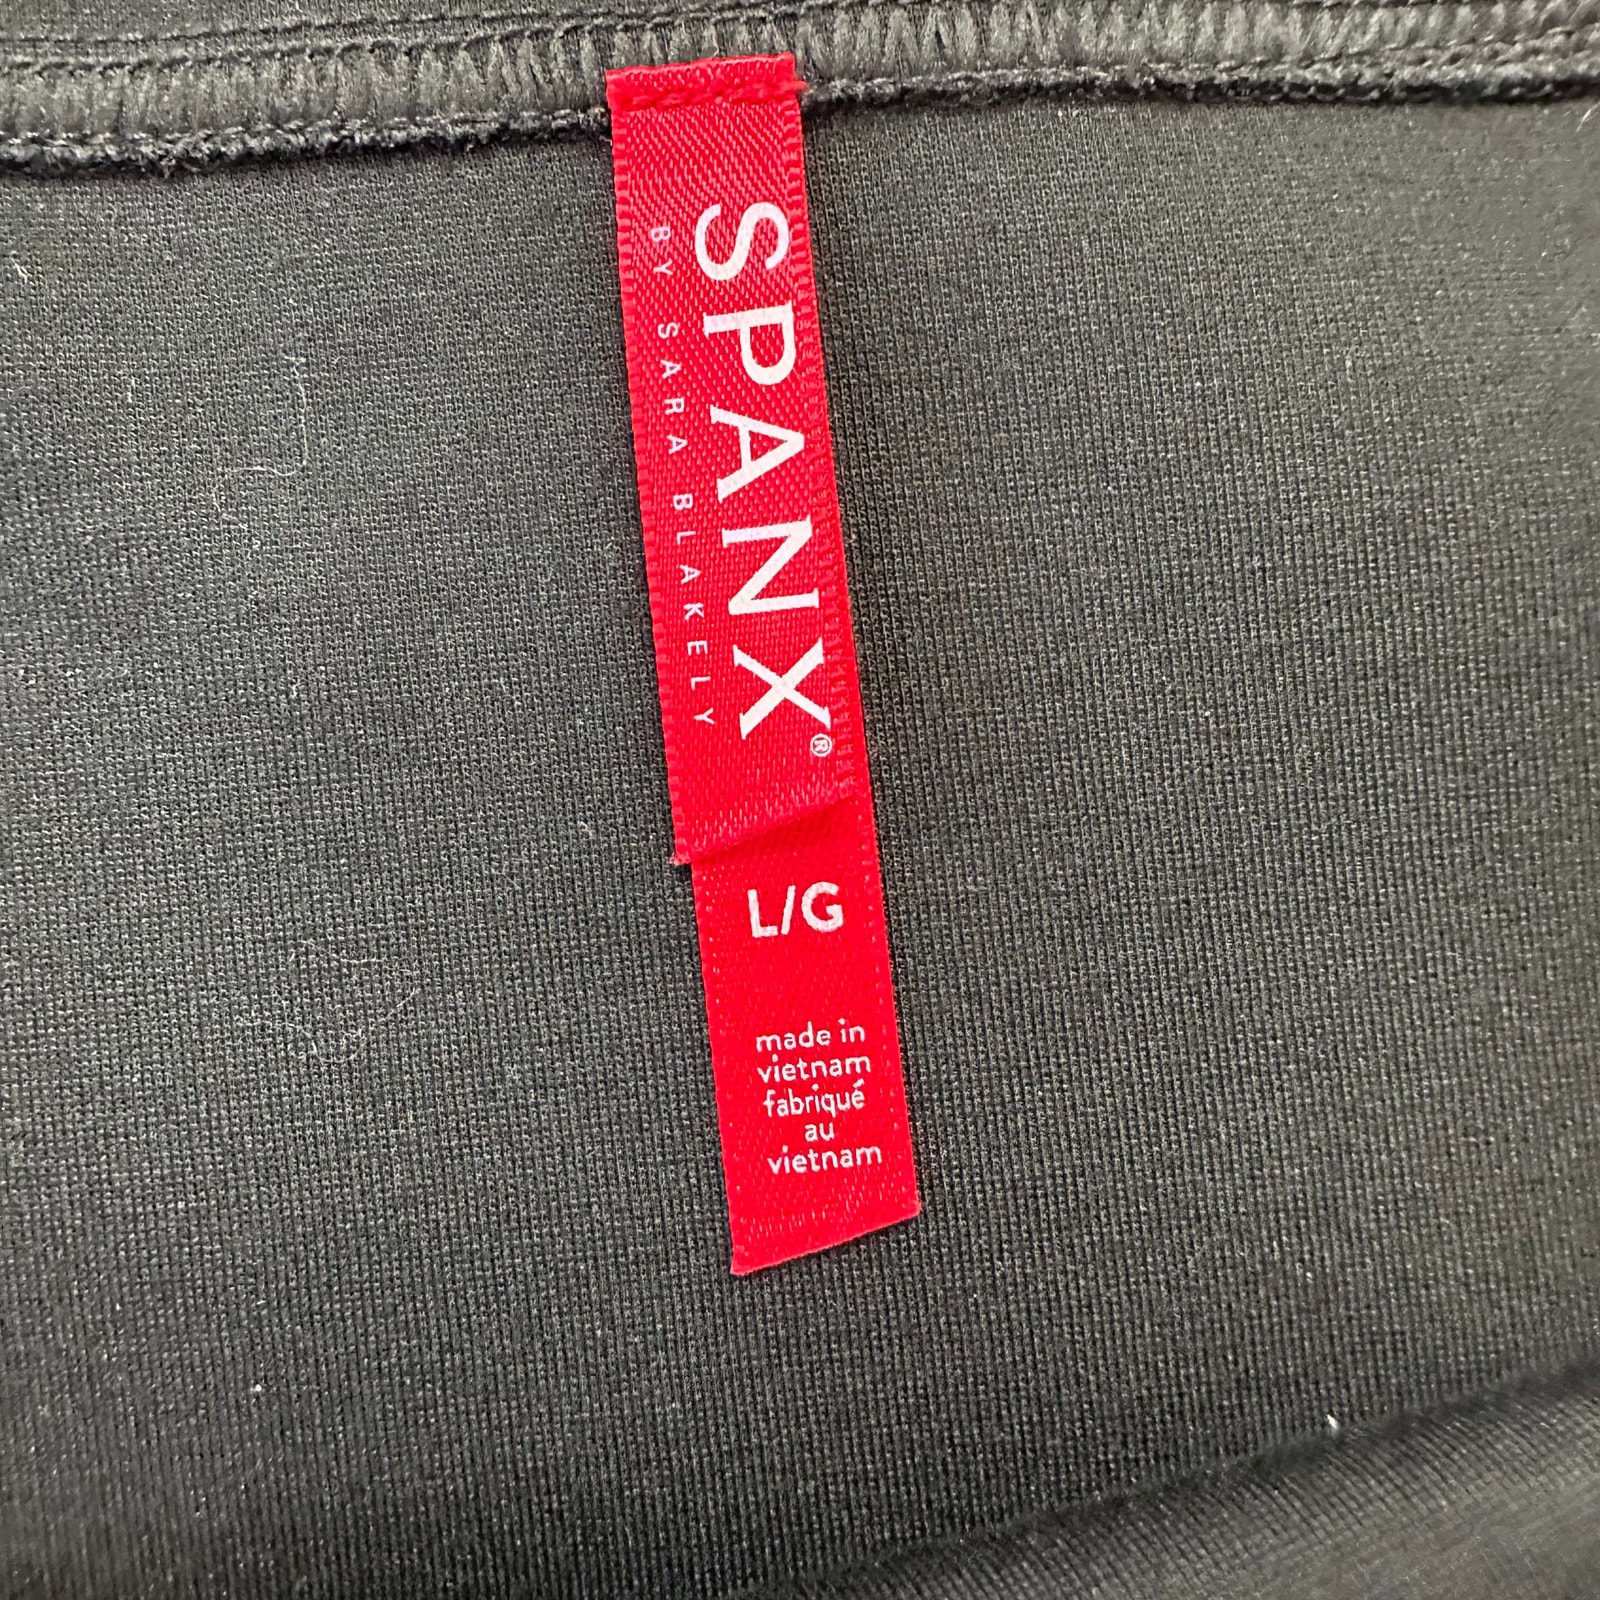 SPANX®
BY SARA BLAKELY
L/G
made in
vietnam
fabriqué
au
vietnam